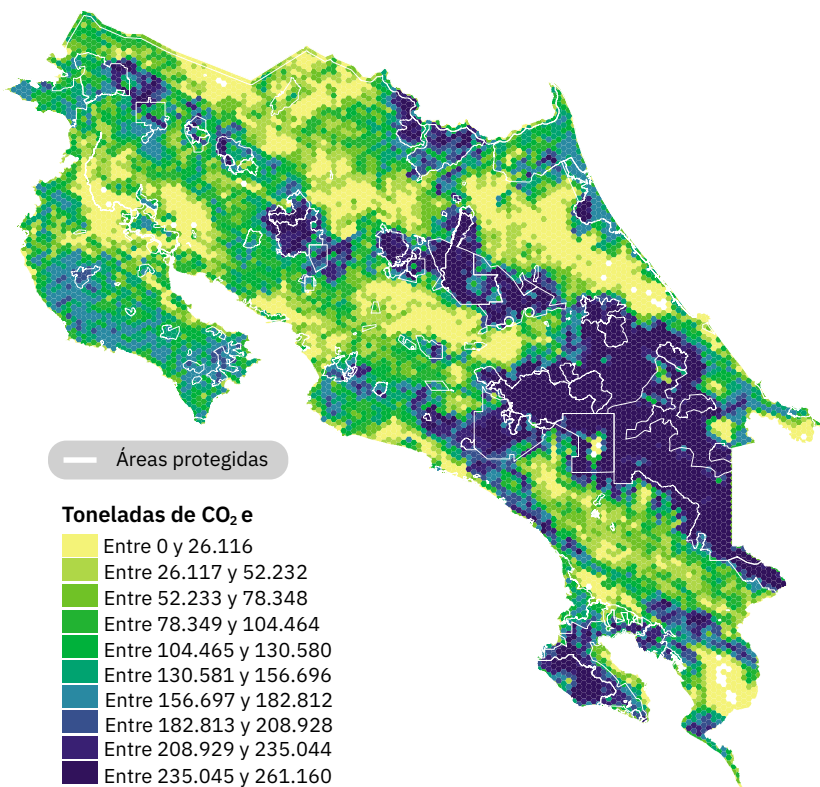 Áreas protegidas
Toneladas de CO₂ e
Entre 0 y 26.116
Entre 26.117 y 52.232
Entre 52.233 y 78.348
Entre 78.349 y 104.464
Entre 104.465 y 130.580
Entre 130.581 y 156.696
Entre 156.697 y 182.812
Entre 182.813 y 208.928
Entre 208.929 y 235.044
Entre 235.045 y 261.160